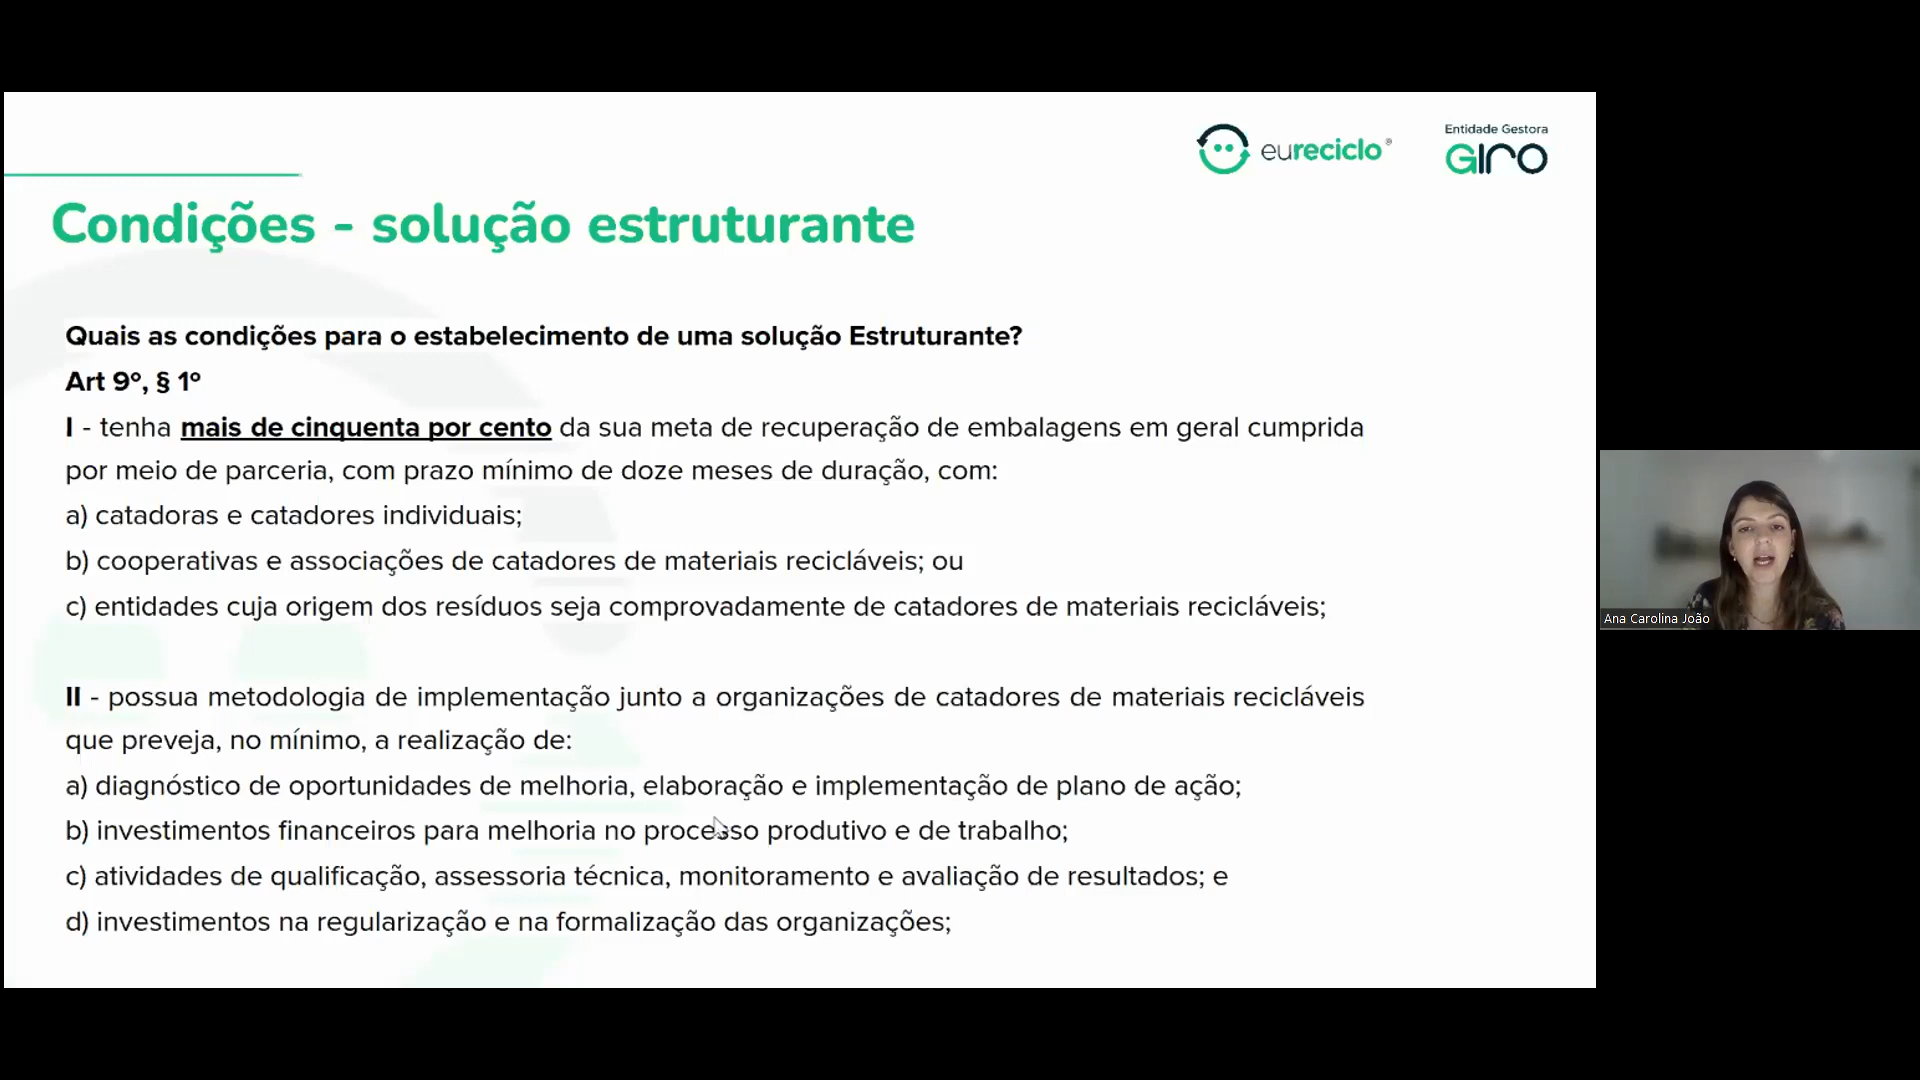 eureciclo®
Entidade Gestora
GIRO
Condições - solução estruturante
Quais as condições para o estabelecimento de uma solução Estruturante?
Art 9º, § 1º
I - tenha mais de cinquenta por cento da sua meta de recuperação de embalagens em geral cumprida
por meio de parceria, com prazo mínimo de doze meses de duração, com:
a) catadoras e catadores individuais;
b) cooperativas e associações de catadores de materiais recicláveis; ou
c) entidades cuja origem dos resíduos seja comprovadamente de catadores de materiais recicláveis;
II - possua metodologia de implementação junto a organizações de catadores de materiais recicláveis
que preveja, no mínimo, a realização de:
a) diagnóstico de oportunidades de melhoria, elaboração e implementação de plano de ação;
b) investimentos financeiros para melhoria no processo produtivo e de trabalho;
c) atividades de qualificação, assessoria técnica, monitoramento e avaliação de resultados; e
d) investimentos na regularização e na formalização das organizações;
Ana Carolina João